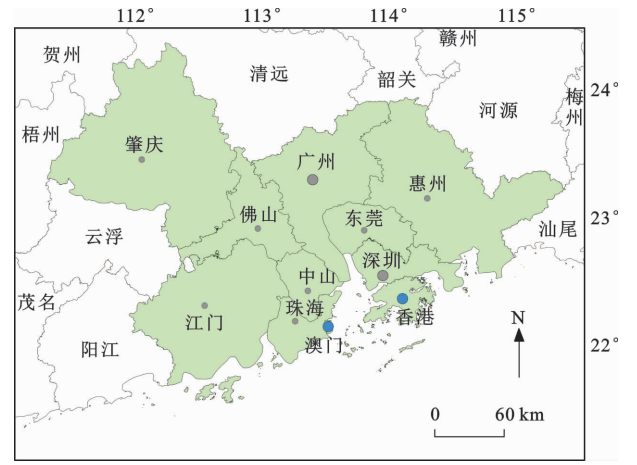 112° 113° 114° 115°
贺州
清远
赣州
韶关
河源
梅州
24°
梧州
肇庆
广州
惠州
佛山
东莞
23°
云浮
汕尾
深圳
中山
茂名
江门
珠海
香港
澳门
阳江
N
22°
0 60 km